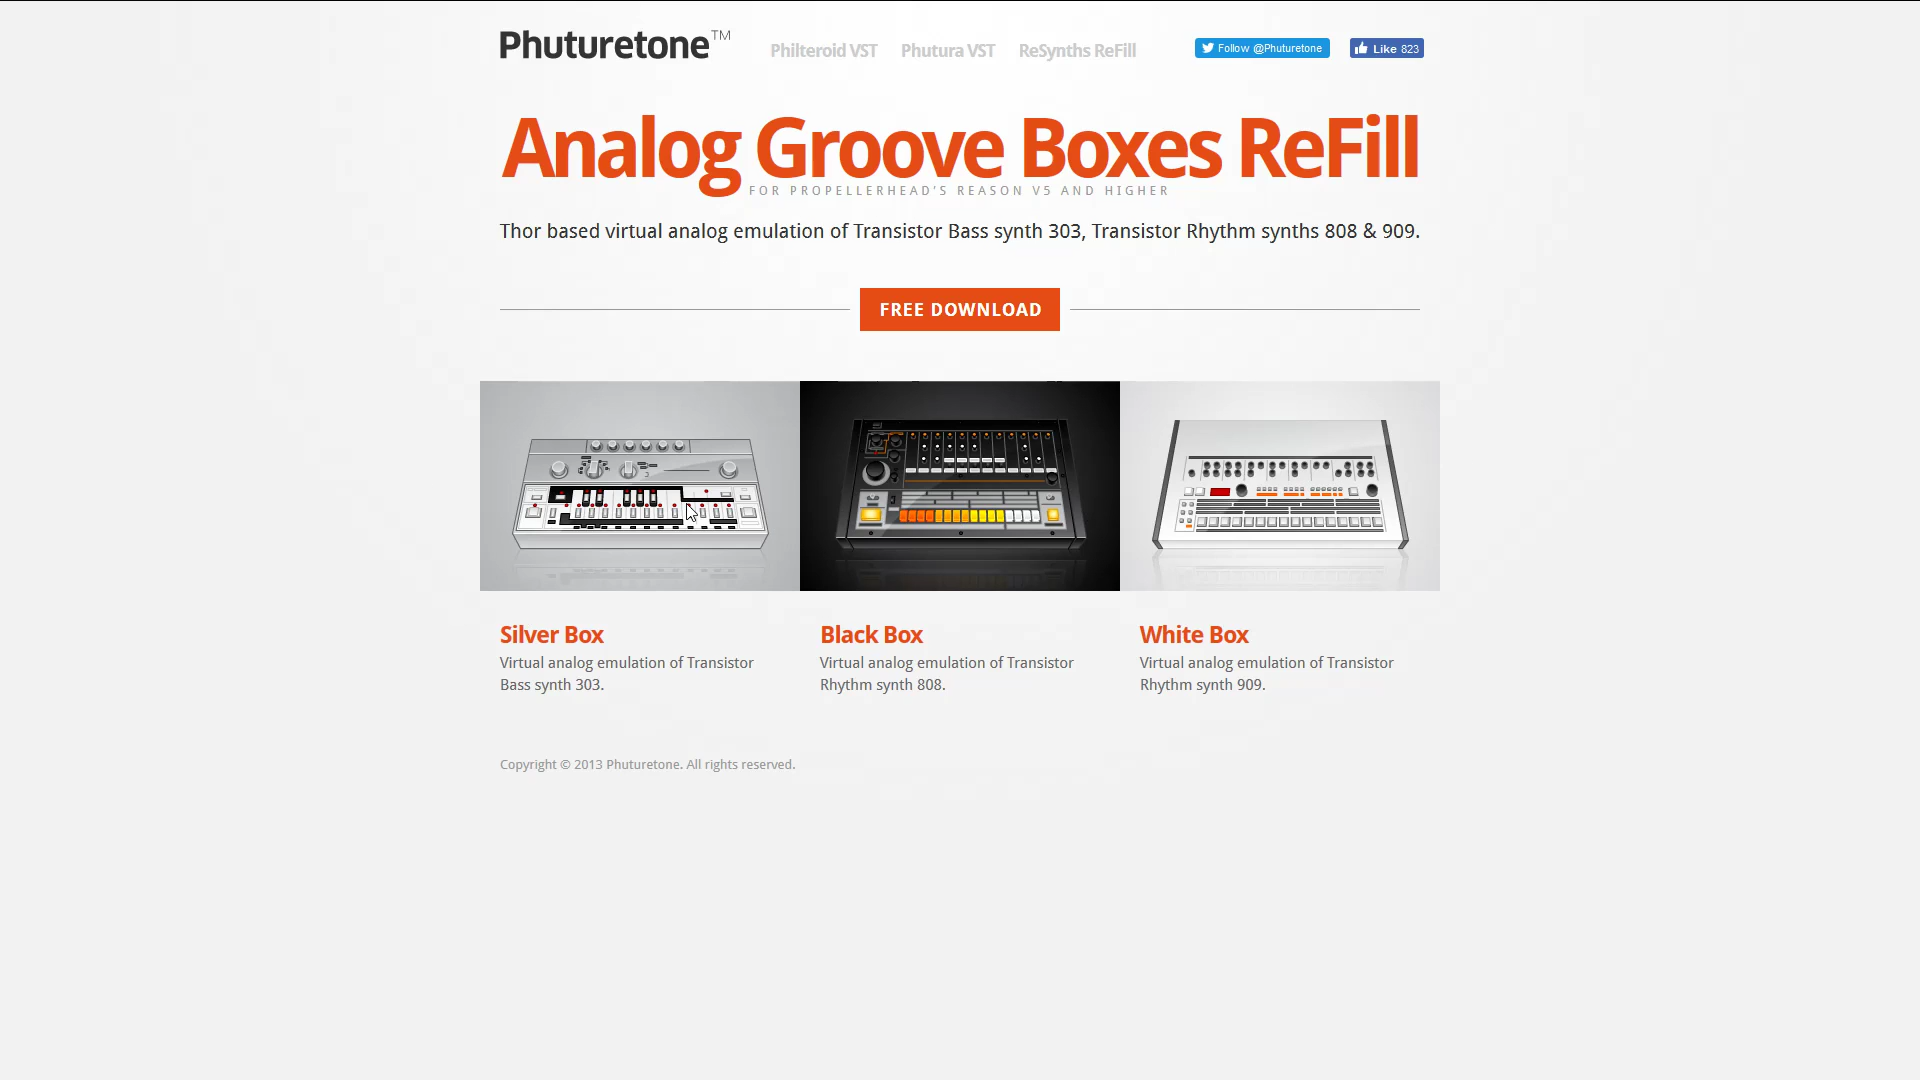 Phuturetone™
Philteroid VST Phutura VST ReSynths ReFill
Follow @Phuturetone
Like 823
Analog Groove Boxes ReFill
FOR PROPELLERHEAD'S REASON V5 AND HIGHER
Thor based virtual analog emulation of Transistor Bass synth 303, Transistor Rhythm synths 808 & 909.
FREE DOWNLOAD
Silver Box
Virtual analog emulation of Transistor
Bass synth 303.
Black Box
Virtual analog emulation of Transistor
Rhythm synth 808.
White Box
Virtual analog emulation of Transistor
Rhythm synth 909.
Copyright © 2013 Phuturetone. All rights reserved.